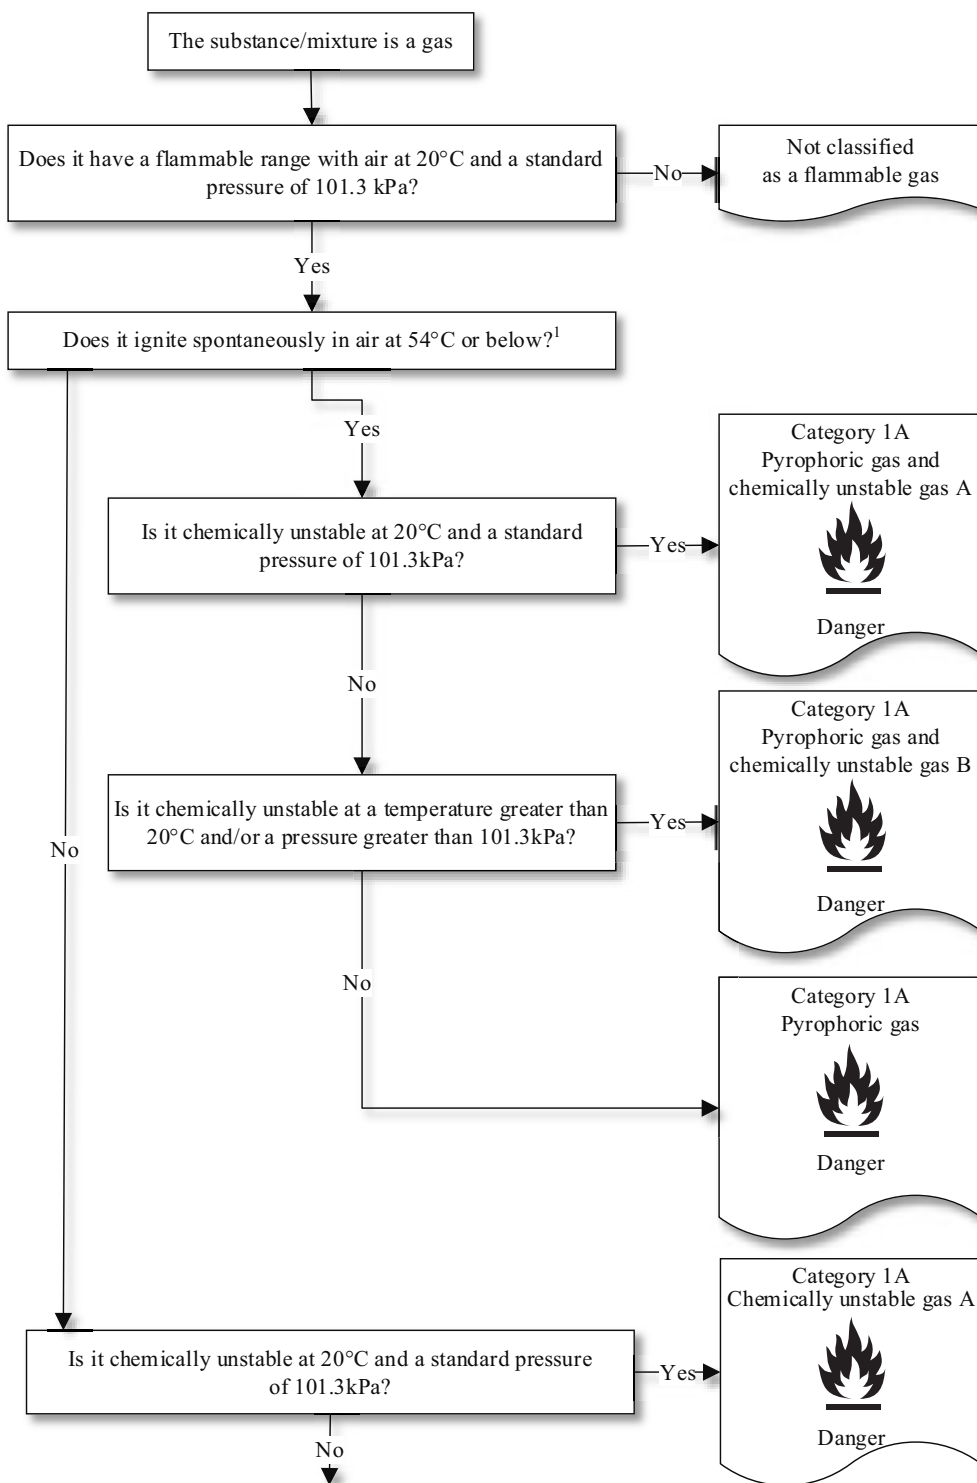 The substance/mixture is a gas
Does it have a flammable range with air at 20°C and a standard
pressure of 101.3 kPa?
No
Not classified
as a flammable gas
Yes
Does it ignite spontaneously in air at 54°C or below?1
Yes
Category 1A
Pyrophoric gas and
chemically unstable gas A
Danger
Is it chemically unstable at 20°C and a standard
pressure of 101.3kPa?
Yes
No
Category 1A
Pyrophoric gas and
chemically unstable gas B
Danger
Is it chemically unstable at a temperature greater than
20°C and/or a pressure greater than 101.3kPa?
Yes
No
No
Category 1A
Pyrophoric gas
Danger
Category 1A
Chemically unstable gas A
Danger
Is it chemically unstable at 20°C and a standard pressure
of 101.3kPa?
Yes
No